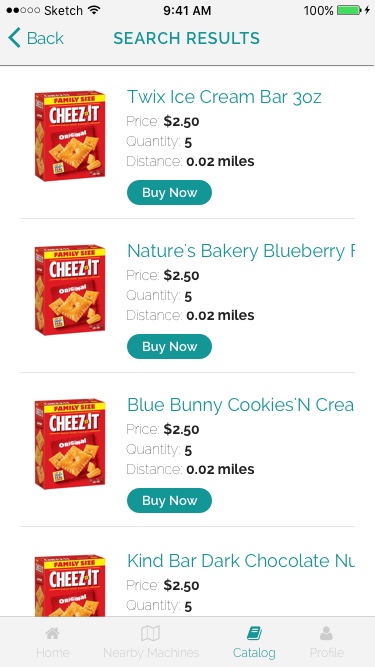 Sketch 9:41 AM 100%
Back SEARCH RESULTS
FAMILY SIZE
CHEEZ-IT
ORIGINAL
Twix Ice Cream Bar 3oz
Price: $2.50
Quantity: 5
Distance: 0.02 miles
Buy Now
FAMILY SIZE
CHEEZ-IT
ORIGINAL
Nature's Bakery Blueberry F
Price: $2.50
Quantity: 5
Distance: 0.02 miles
Buy Now
FAMILY SIZE
CHEEZ-IT
ORIGINAL
Blue Bunny Cookies'N Crea
Price: $2.50
Quantity: 5
Distance: 0.02 miles
Buy Now
FAMILY SIZE
CHEEZ-IT
ORIGINAL
Kind Bar Dark Chocolate Nu
Price: $2.50
Quantity: 5
Home Nearby Machines Catalog Profile